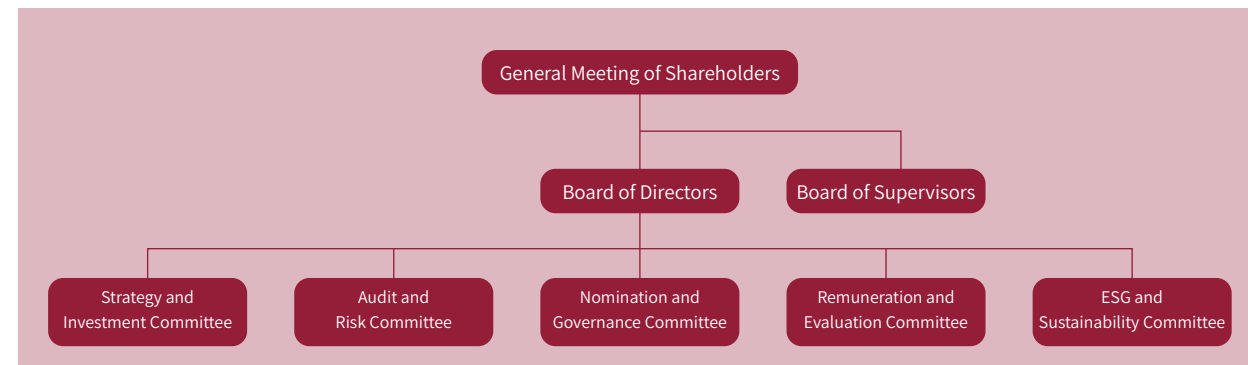 General Meeting of Shareholders
Board of Directors
Board of Supervisors
Strategy and
Investment Committee
Audit and
Risk Committee
Nomination and
Governance Committee
Remuneration and
Evaluation Committee
ESG and
Sustainability Committee